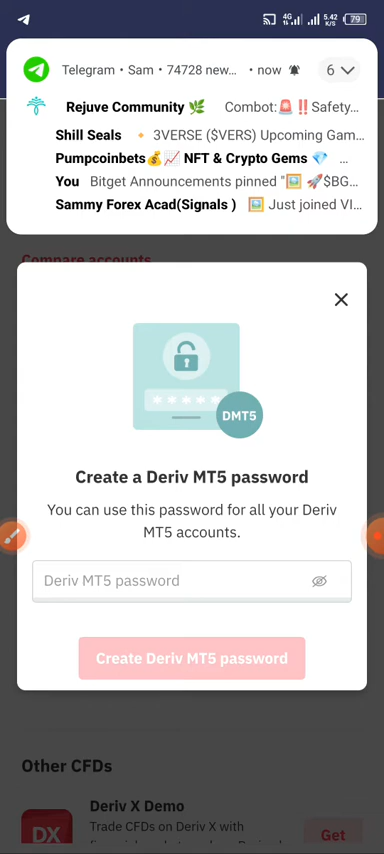 4G 5.42 K/S 79
Telegram • Sam • 74728 new… • now 6
Rejuve Community 🌿 Combot:🚨‼️Safety…
Shill Seals 🔸 3VERSE ($VERS) Upcoming Gam…
Pumpcoinbets💰📈 NFT & Crypto Gems 💎 …
You Bitget Announcements pinned "🖼 🚀$BG…
Sammy Forex Acad(Signals ) 🖼 Just joined VI…
Compare accounts
DMT5
Create a Deriv MT5 password
You can use this password for all your Deriv
MT5 accounts.
Deriv MT5 password
Create Deriv MT5 password
Other CFDs
Deriv X Demo
Trade CFDs on Deriv X with
DX
Get